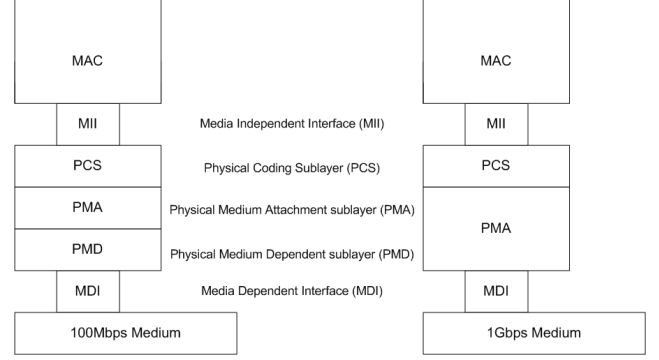 MAC MAC
MII Media Independent Interface (MII) MII
PCS Physical Coding Sublayer (PCS) PCS
PMA Physical Medium Attachment sublayer (PMA) PMA
PMD Physical Medium Dependent sublayer (PMD)
MDI Media Dependent Interface (MDI) MDI
100Mbps Medium 1Gbps Medium